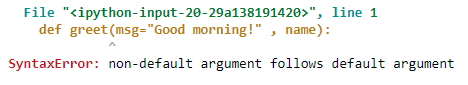 File "<ipython-input-20-29a138191420>", line 1
def greet(msg="Good morning!" , name):
^
SyntaxError: non-default argument follows default argument